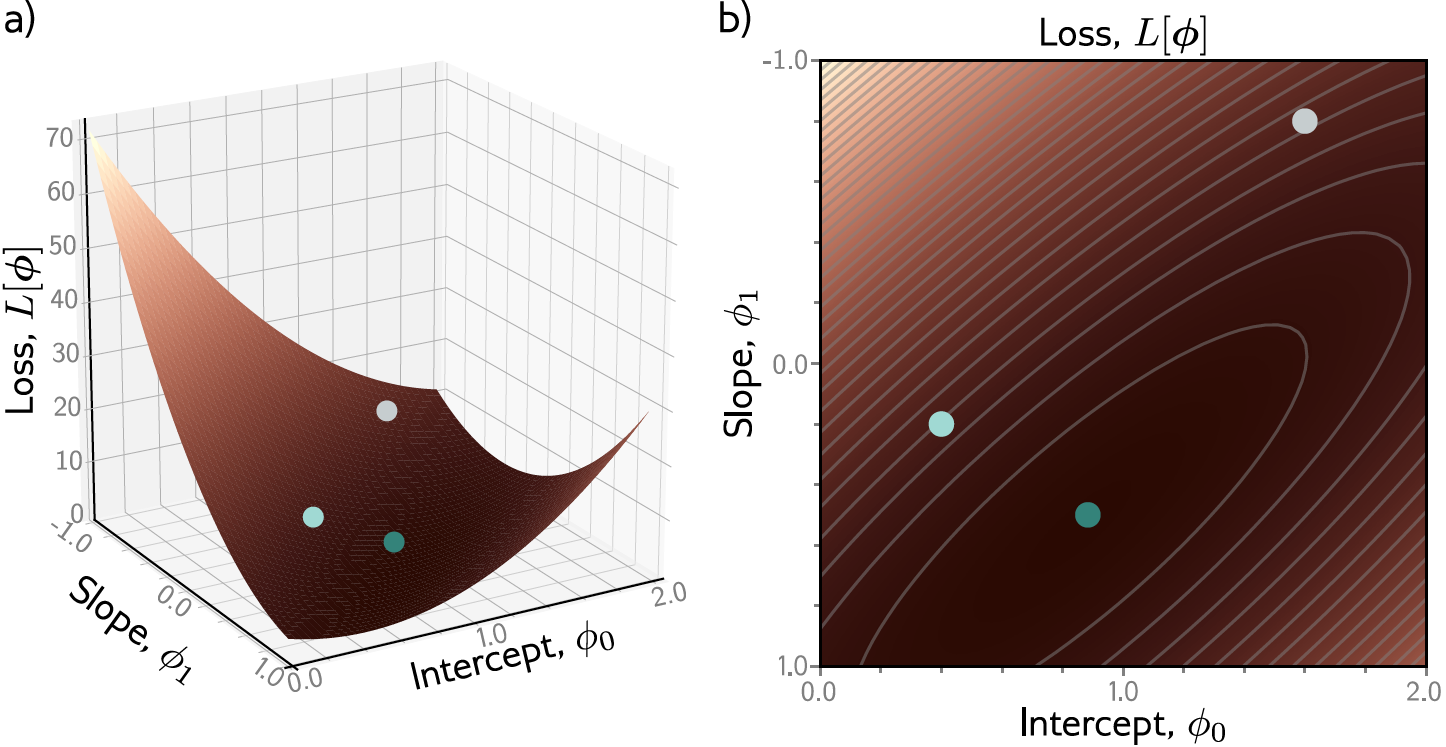 a)
70
60
50
40
30
20
10
0
Loss, L[ϕ]
-1.0
0.0
1.0
Slope, ϕ₁
0.0
1.0
2.0
Intercept, ϕ₀
b)
Loss, L[ϕ]
-1.0
0.0
1.0
Slope, ϕ₁
0.0
1.0
2.0
Intercept, ϕ₀